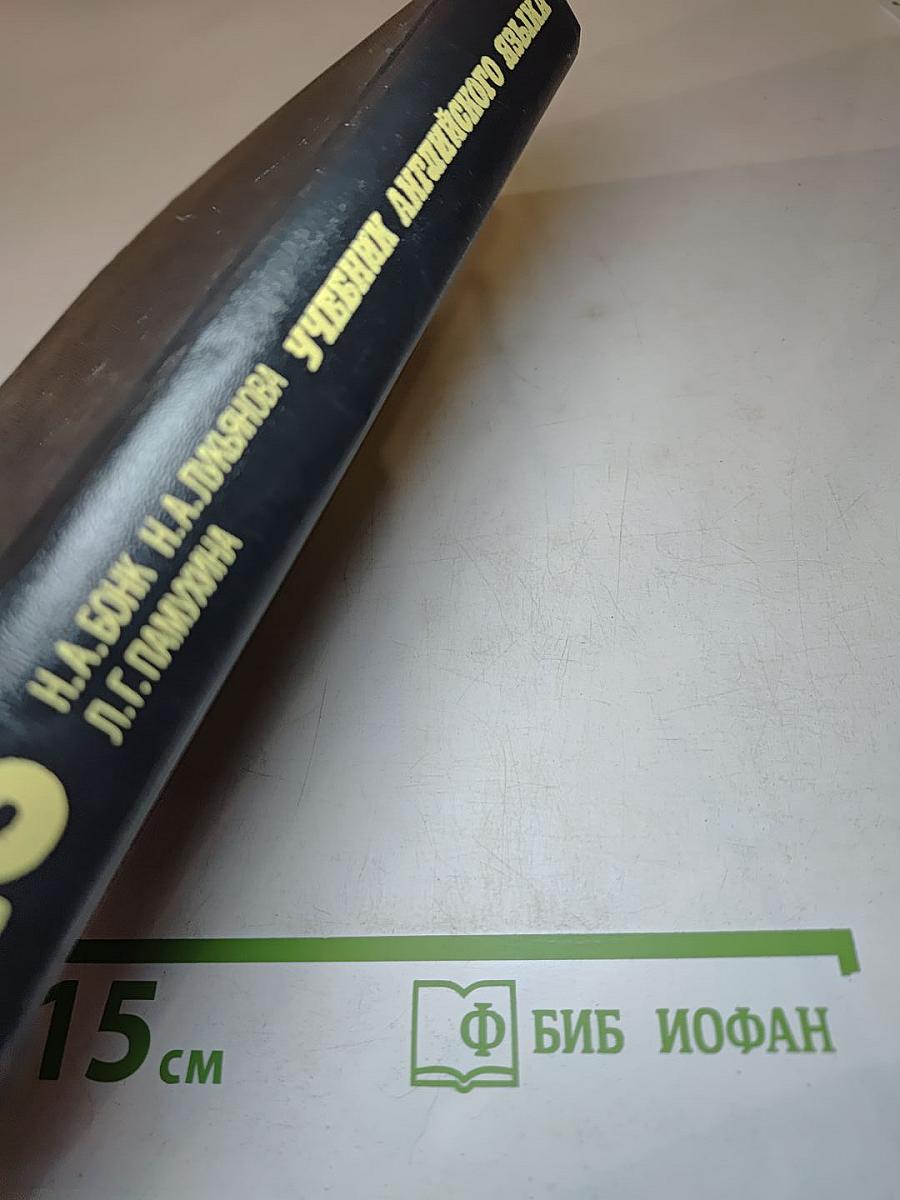 Н.А.БОНК Н.А.ЛУКЬЯНОВА
Л.Г.ПАМУХИНА
УЧЕБНИК АНГЛИЙСКОГО ЯЗЫКА
15 см
Ф БИБ ИОФАН